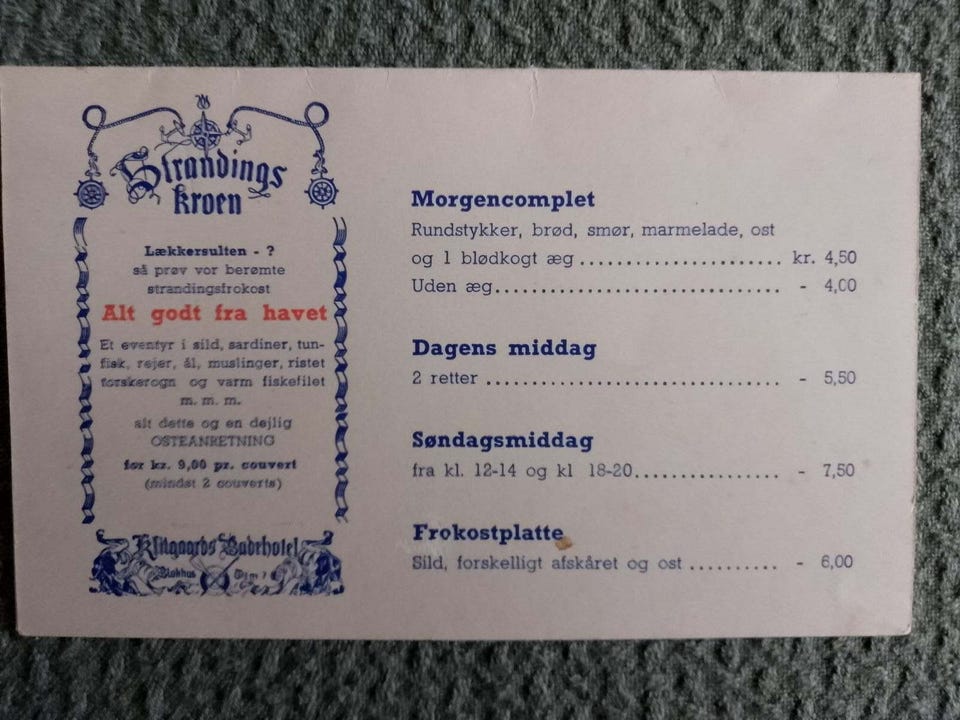 Strandings
kroen
Lækkersulten - ?
så prøv vor berømte
strandingsfrokost
Alt godt fra havet
Et eventyr i sild, sardiner, tun-
fisk, rejer, ål, muslinger, ristet
torskerogn og varm fiskefilet
m. m. m.
alt dette og en dejlig
OSTEANRETNING
for kr. 9,00 pr. couvert
(mindst 2 couverts)
Klitgaards Badehotel
Blokhus
Morgencomplet
Rundstykker, brød, smør, marmelade, ost
og 1 blødkogt æg ...................... kr. 4,50
Uden æg................................ - 4,00
Dagens middag
2 retter ................................. - 5,50
Søndagsmiddag
fra kl. 12-14 og kl 18-20................ - 7,50
Frokostplatte
Sild, forskelligt afskåret og ost .......... - 6,00